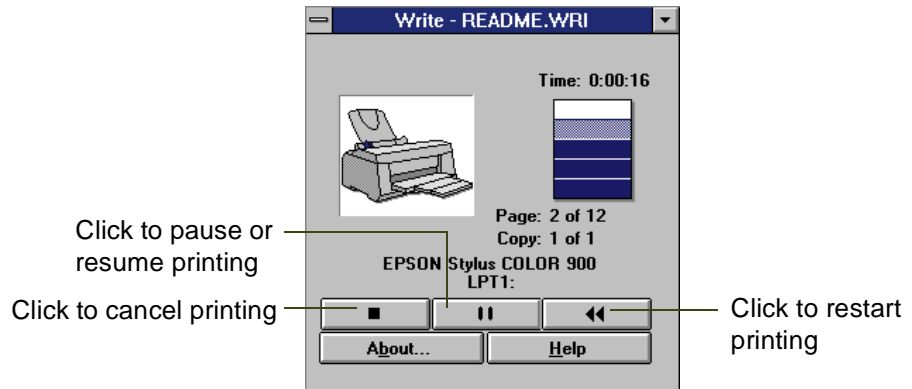 Write - README.WRI
Time: 0:00:16
Page: 2 of 12
Copy: 1 of 1
Click to pause or
resume printing
EPSON Stylus COLOR 900
LPT1:
Click to cancel printing
Click to restart
printing
About...
Help